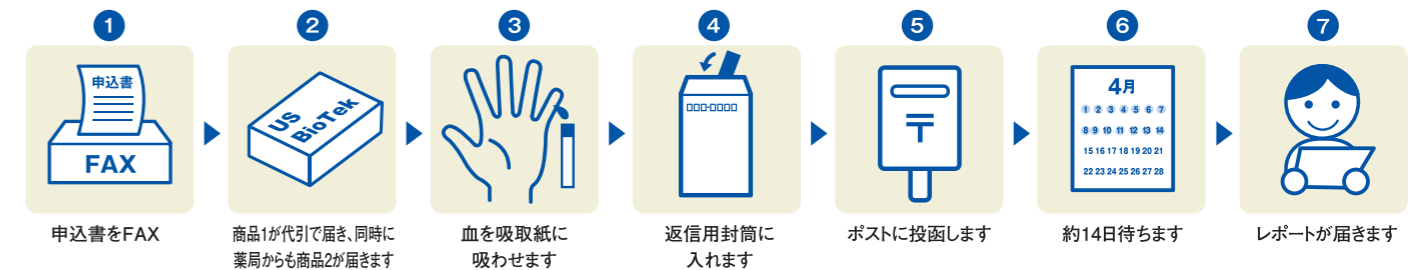 1
2
3
4
5
6
7
申込書
FAX
US
BioTek
〒
4月
1 2 3 4 5 6 7
8 9 10 11 12 13 14
15 16 17 18 19 20 21
22 23 24 25 26 27 28
申込書をFAX
商品1が代引で届き、同時に
薬局からも商品2が届きます
血を吸取紙に
吸わせます
返信用封筒に
入れます
ポストに投函します
約14日待ちます
レポートが届きます